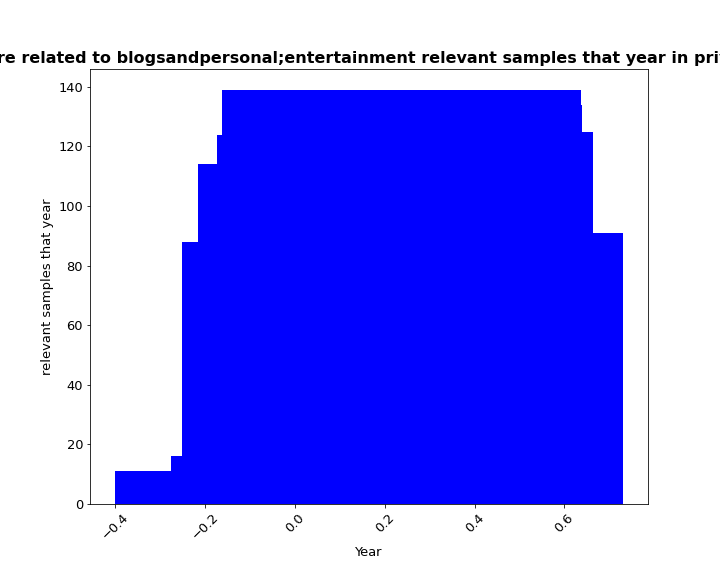 re related to blogsandpersonal;entertainment relevant samples that year in pri
140
120
100
80
60
40
20
0
relevant samples that year
−0.4 −0.2 0.0 0.2 0.4 0.6
Year